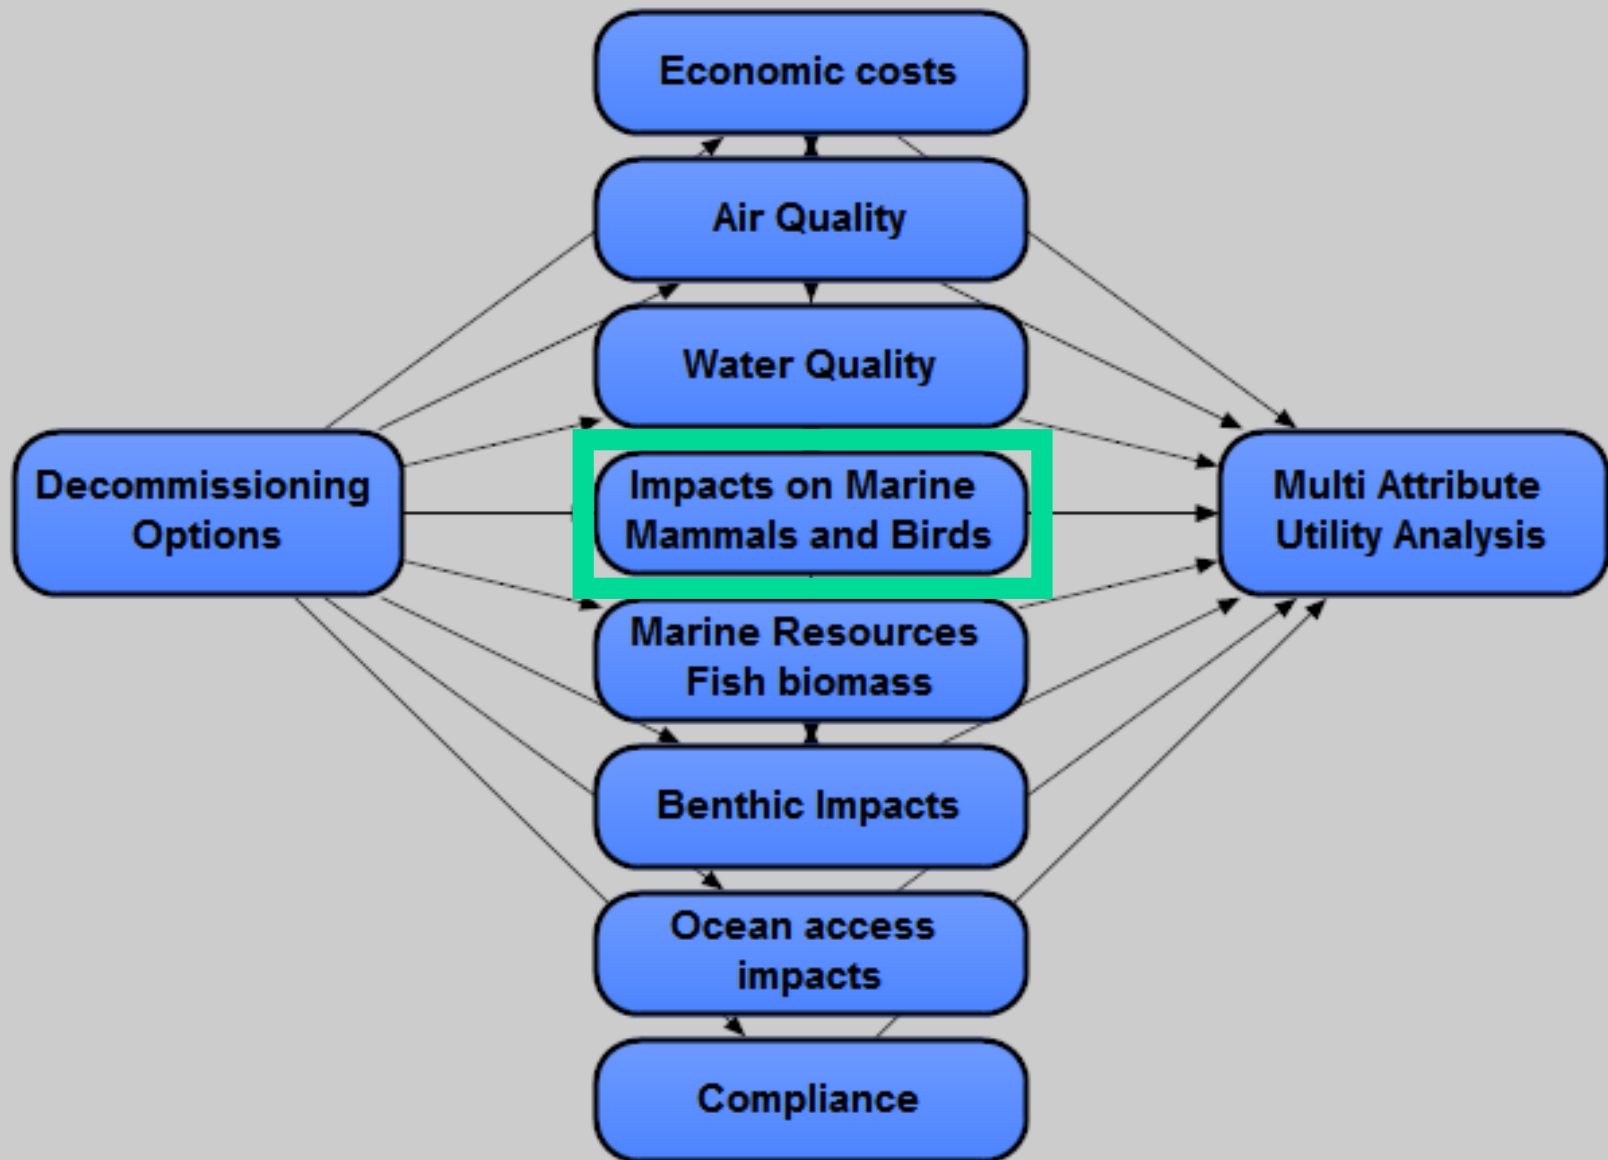 Economic costs
Air Quality
Water Quality
Decommissioning
Options
Impacts on Marine
Mammals and Birds
Multi Attribute
Utility Analysis
Marine Resources
Fish biomass
Benthic Impacts
Ocean access
impacts
Compliance